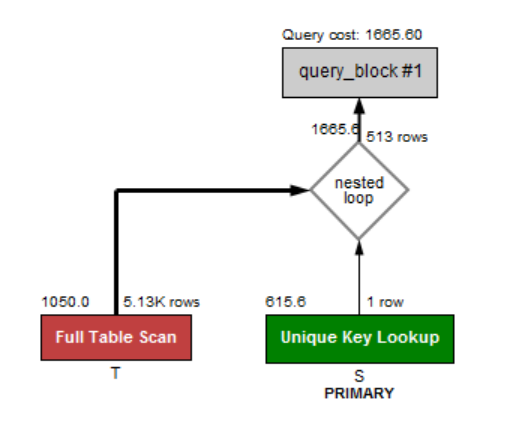 Query cost: 1665.60
query_block #1
1665.6
513 rows
nested
loop
1050.0
5.13K rows
615.6
1 row
Full Table Scan
Unique Key Lookup
T
S
PRIMARY